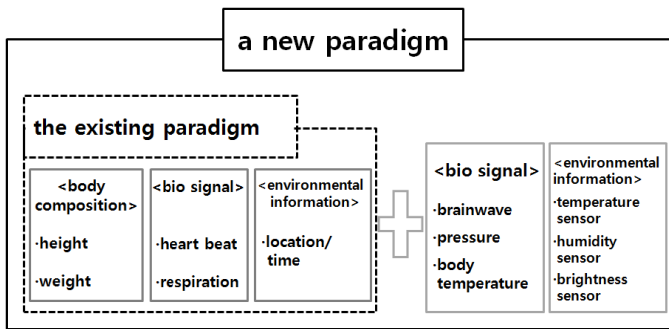 a new paradigm
the existing paradigm
<body
composition>
·height
·weight
<bio signal>
·heart beat
·respiration
<environmental
information>
·location/
time
<bio signal>
·brainwave
·pressure
·body
temperature
<environmental
information>
·temperature
sensor
·humidity
sensor
·brightness
sensor